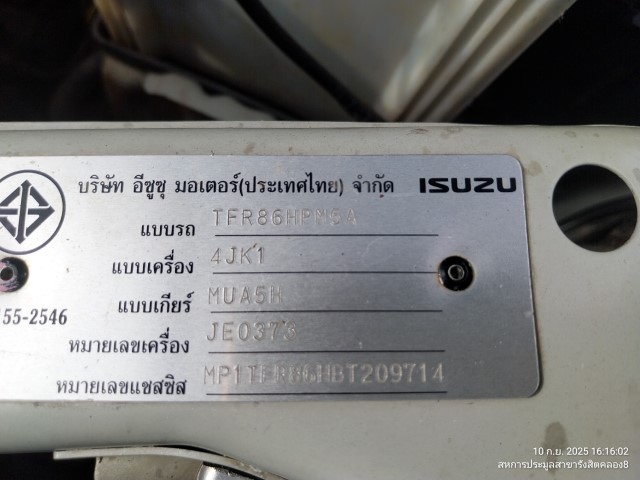 บริษัท อีซูซุ มอเตอร์(ประเทศไทย) จำกัด ISUZU
แบบรถ TFR86HPM5A
แบบเครื่อง 4JK1
แบบเกียร์ MUA5H
155-2546
หมายเลขเครื่อง JE0373
หมายเลขแชสซิส MP1TFR86HBT209714
10 ก.ย. 2025 16:16:02
สหการประมูลสาขารังสิตคลอง8